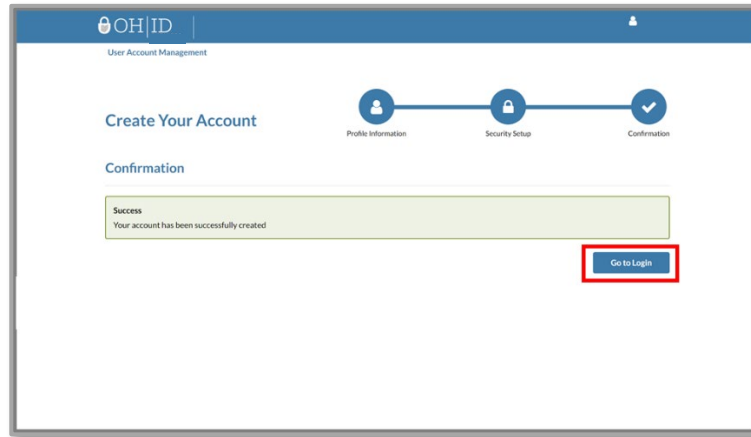 OH|ID
User Account Management
Create Your Account
Profile Information
Security Setup
Confirmation
Confirmation
Success
Your account has been successfully created
Go to Login